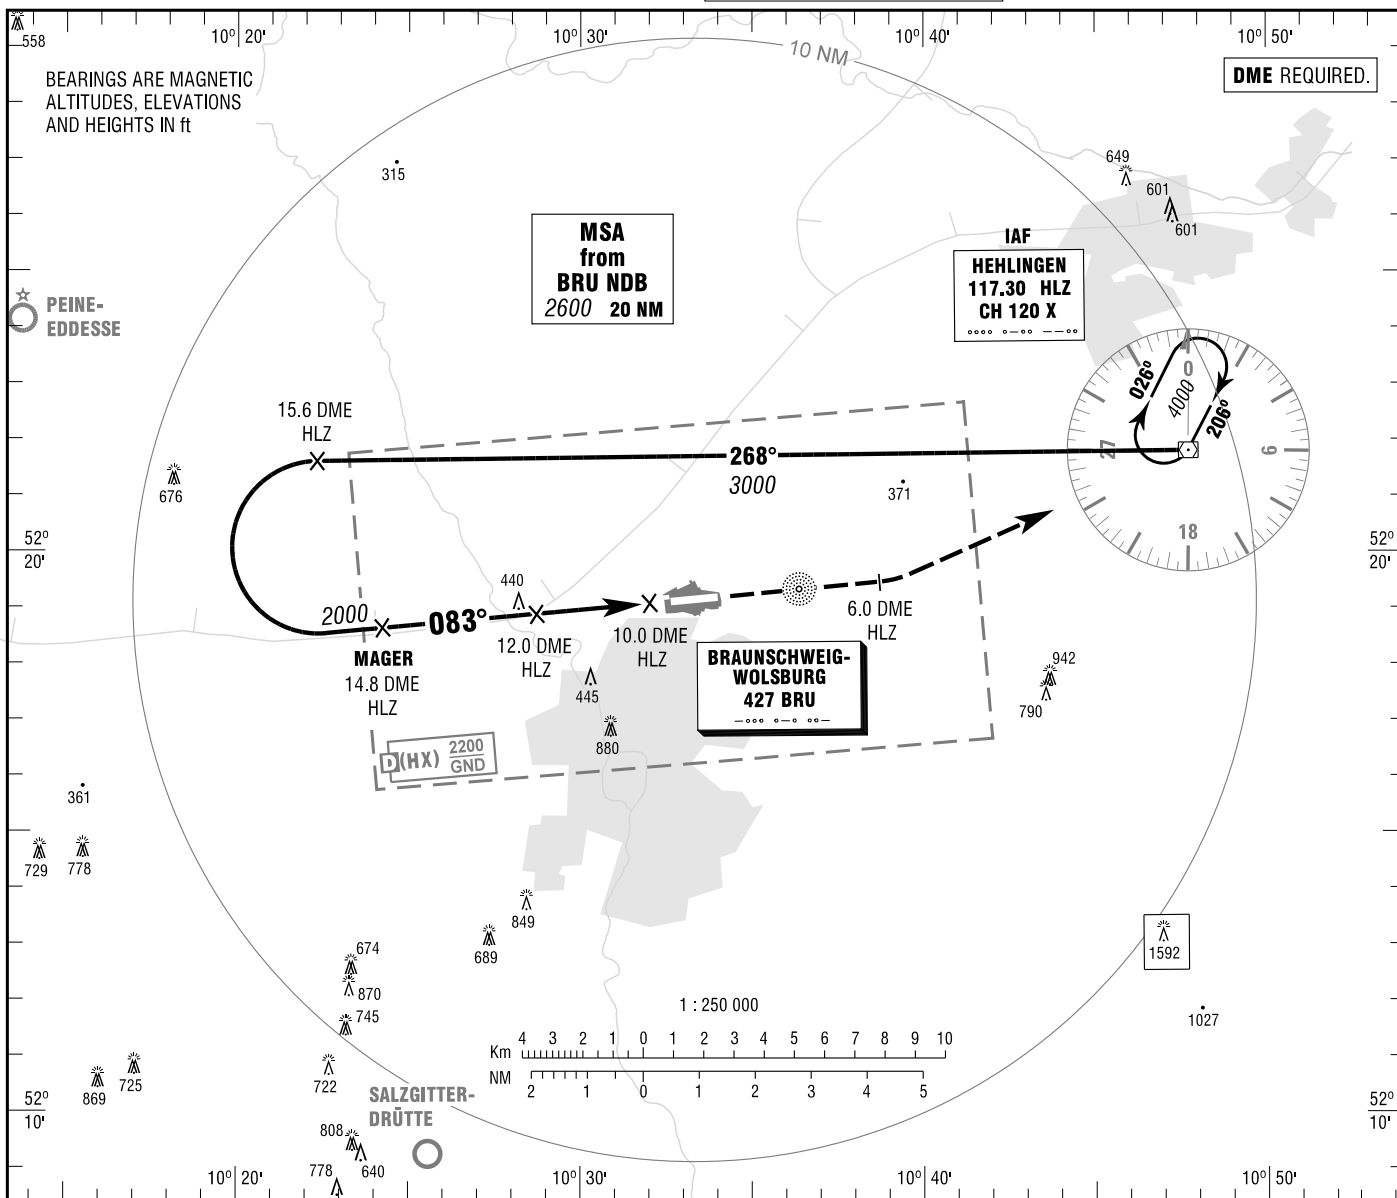 10° 20'
10° 30'
10° 40'
10° 50'
558
BEARINGS ARE MAGNETIC
ALTITUDES, ELEVATIONS
AND HEIGHTS IN ft
10 NM
DME REQUIRED.
315
649
601
601
MSA
from
BRU NDB
2600 20 NM
IAF
HEHLINGEN
117.30 HLZ
CH 120 X
PEINE-
EDDESSE
0
026°
4000
206°
27
9
18
15.6 DME
HLZ
268°
3000
371
676
52°
20'
52°
20'
440
2000
083°
6.0 DME
HLZ
MAGER
14.8 DME
HLZ
12.0 DME
HLZ
10.0 DME
HLZ
BRAUNSCHWEIG-
WOLSBURG
427 BRU
942
790
445
880
D(HX) 2200
GND
361
729
778
849
689
674
870
745
1592
1027
1 : 250 000
Km 4 3 2 1 0 1 2 3 4 5 6 7 8 9 10
NM 2 1 0 1 2 3 4 5
725
869
722
SALZGITTER-
DRÜTTE
52°
10'
52°
10'
808
640
778
10° 20'
10° 30'
10° 40'
10° 50'